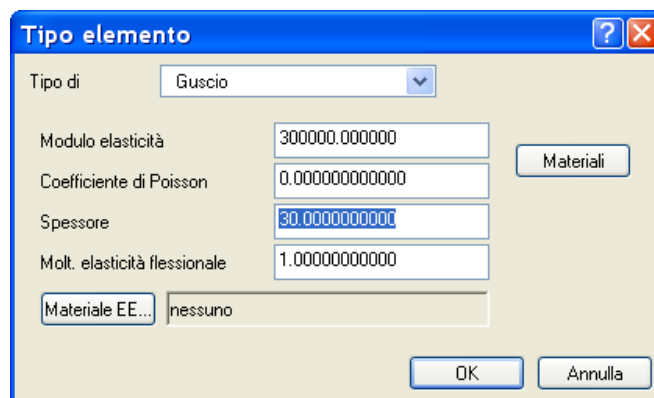 Tipo elemento
Tipo di Guscio
Modulo elasticità 300000.000000
Materiali
Coefficiente di Poisson 0.000000000000
Spessore 30.0000000000
Molt. elasticità flessionale 1.00000000000
Materiale EE... nessuno
OK Annulla